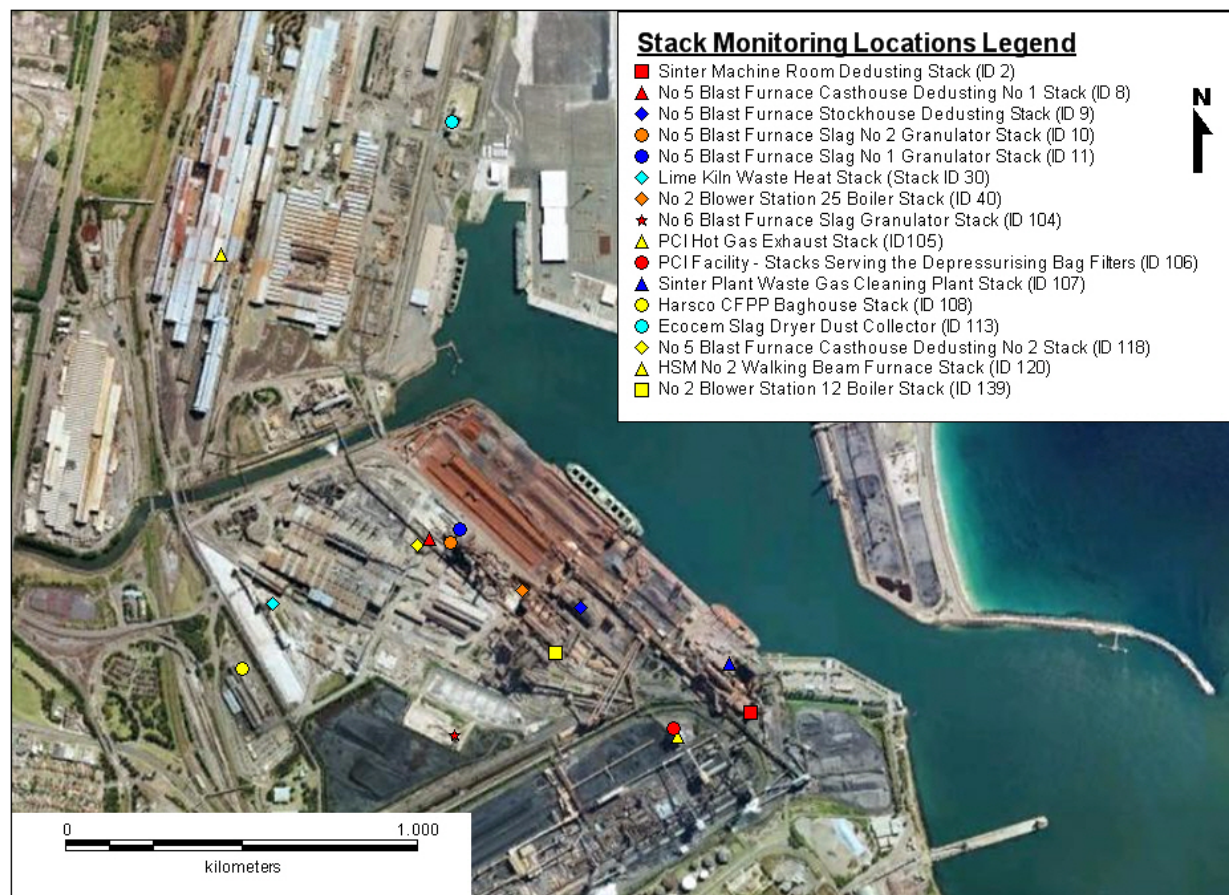 Stack Monitoring Locations Legend
Sinter Machine Room Dedusting Stack (ID 2)
No 5 Blast Furnace Casthouse Dedusting No 1 Stack (ID 8)
No 5 Blast Furnace Stockhouse Dedusting Stack (ID 9)
No 5 Blast Furnace Slag No 2 Granulator Stack (ID 10)
No 5 Blast Furnace Slag No 1 Granulator Stack (ID 11)
Lime Kiln Waste Heat Stack (Stack ID 30)
No 2 Blower Station 25 Boiler Stack (ID 40)
No 6 Blast Furnace Slag Granulator Stack (ID 104)
PCI Hot Gas Exhaust Stack (ID105)
PCI Facility - Stacks Serving the Depressurising Bag Filters (ID 106)
Sinter Plant Waste Gas Cleaning Plant Stack (ID 107)
Harsco CFPP Baghouse Stack (ID 108)
Ecocem Slag Dryer Dust Collector (ID 113)
No 5 Blast Furnace Casthouse Dedusting No 2 Stack (ID 118)
HSM No 2 Walking Beam Furnace Stack (ID 120)
No 2 Blower Station 12 Boiler Stack (ID 139)
N
0 1.000
kilometers